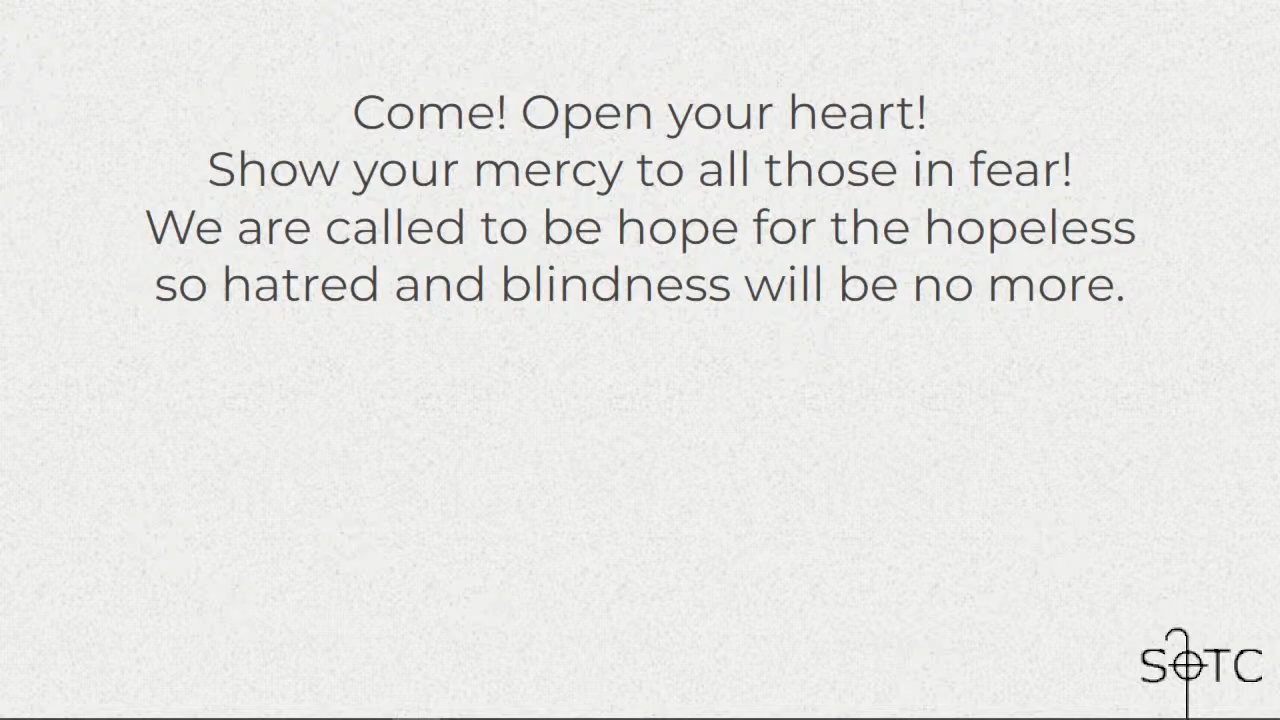 Come! Open your heart!
Show your mercy to all those in fear!
We are called to be hope for the hopeless
so hatred and blindness will be no more.
SOTC